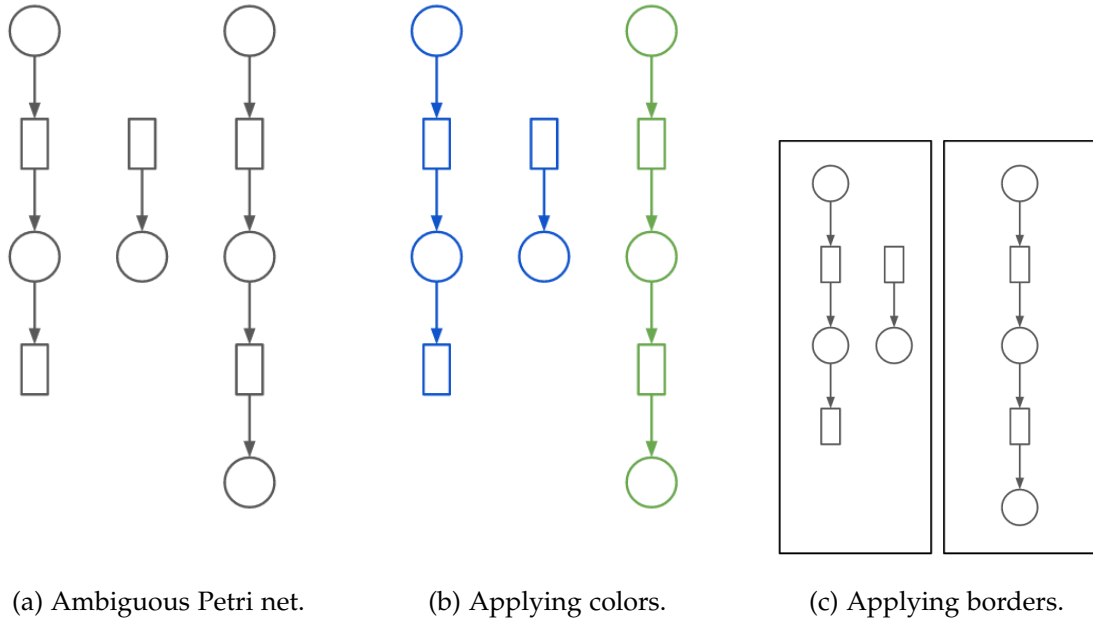 (a) Ambiguous Petri net.
(b) Applying colors.
(c) Applying borders.